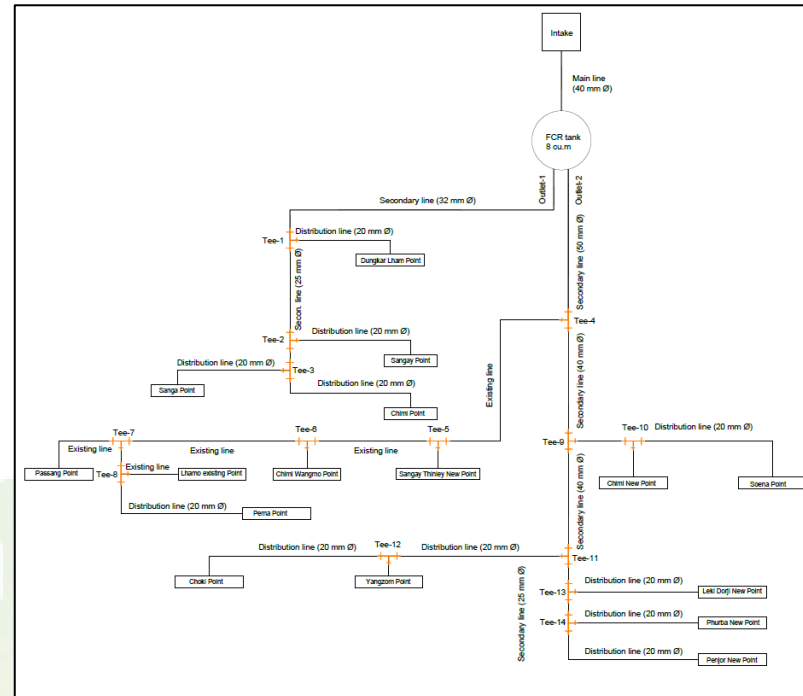 Intake
Main line
(40 mm Ø)
FCR tank
8 cu.m
Outlet-1
Outlet-2
Secondary line (32 mm Ø)
Secondary line (50 mm Ø)
Tee-1
Distribution line (20 mm Ø)
Dungkar Lham Point
Secon. line (25 mm Ø)
Tee-4
Tee-2
Distribution line (20 mm Ø)
Sangay Point
Distribution line (20 mm Ø)
Tee-3
Sanga Point
Distribution line (20 mm Ø)
Chimi Point
Existing line
Secondary line (40 mm Ø)
Tee-7
Tee-6
Tee-5
Tee-9
Tee-10
Distribution line (20 mm Ø)
Existing line
Existing line
Existing line
Passang Point
Tee-8
Existing line
Lhamo existing Point
Chimi Wangmo Point
Sangay Thinley New Point
Chimi New Point
Soena Point
Distribution line (20 mm Ø)
Pema Point
Secondary line (40 mm Ø)
Tee-12
Distribution line (20 mm Ø)
Distribution line (20 mm Ø)
Tee-11
Choki Point
Yangzom Point
Secondary line (25 mm Ø)
Distribution line (20 mm Ø)
Tee-13
Leki Dorji New Point
Distribution line (20 mm Ø)
Tee-14
Phurba New Point
Distribution line (20 mm Ø)
Penjor New Point